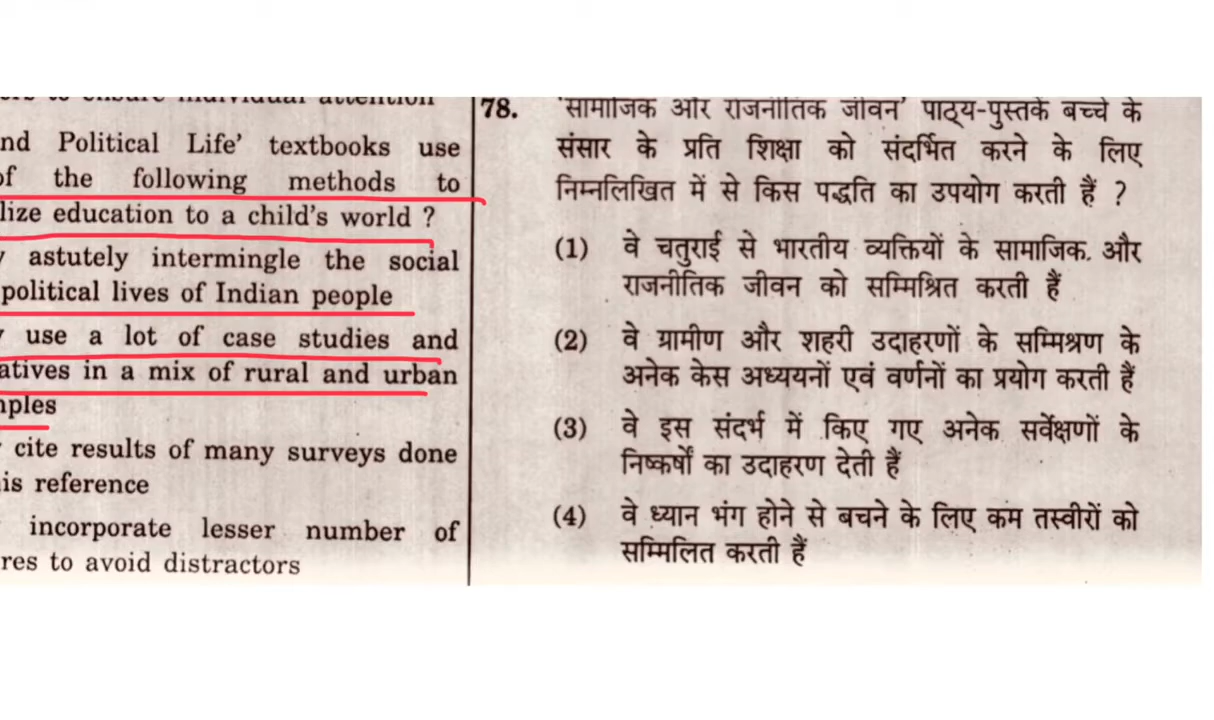 nd Political Life' textbooks use
of the following methods to
lize education to a child's world ?
astutely intermingle the social
political lives of Indian people
use a lot of case studies and
atives in a mix of rural and urban
ples
cite results of many surveys done
is reference
incorporate lesser number of
res to avoid distractors
78. 'सामाजिक और राजनीतिक जीवन' पाठ्य-पुस्तकें बच्चे के
संसार के प्रति शिक्षा को संदर्भित करने के लिए
निम्नलिखित में से किस पद्धति का उपयोग करती हैं ?
(1) वे चतुराई से भारतीय व्यक्तियों के सामाजिक और
राजनीतिक जीवन को सम्मिश्रित करती हैं
(2) वे ग्रामीण और शहरी उदाहरणों के सम्मिश्रण के
अनेक केस अध्ययनों एवं वर्णनों का प्रयोग करती हैं
(3) वे इस संदर्भ में किए गए अनेक सर्वेक्षणों के
निष्कर्षों का उदाहरण देती हैं
(4) वे ध्यान भंग होने से बचने के लिए कम तस्वीरों को
सम्मिलित करती हैं